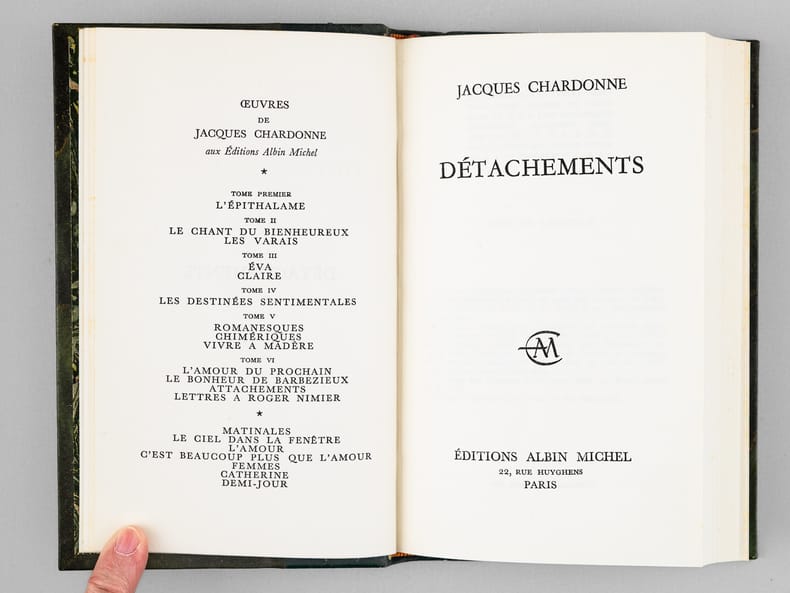 ŒUVRES
DE
JACQUES CHARDONNE
aux Éditions Albin Michel
*
TOME PREMIER
L'ÉPITHALAME
TOME II
LE CHANT DU BIENHEUREUX
LES VARAIS
TOME III
ÉVA
CLAIRE
TOME IV
LES DESTINÉES SENTIMENTALES
TOME V
ROMANESQUES
CHIMÉRIQUES
VIVRE A MADÈRE
TOME VI
L'AMOUR DU PROCHAIN
LE BONHEUR DE BARBEZIEUX
ATTACHEMENTS
LETTRES A ROGER NIMIER
*
MATINALES
LE CIEL DANS LA FENÊTRE
L'AMOUR
C'EST BEAUCOUP PLUS QUE L'AMOUR
FEMMES
CATHERINE
DEMI-JOUR
JACQUES CHARDONNE
DÉTACHEMENTS
AM
ÉDITIONS ALBIN MICHEL
22, RUE HUYGHENS
PARIS